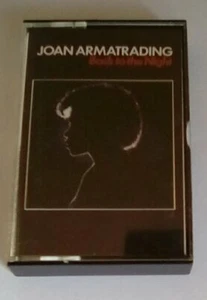 JOAN ARMATRADING
Back to the Night